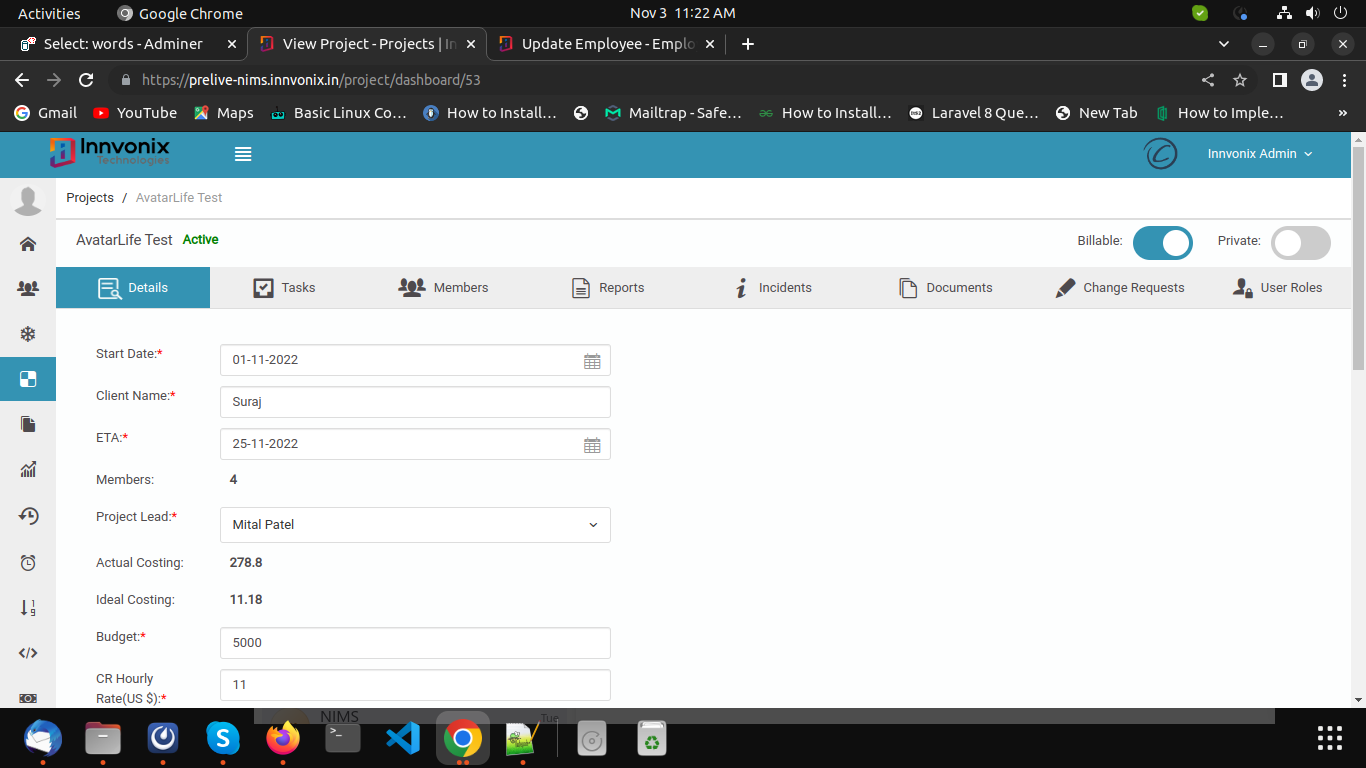 Activities
Google Chrome
Nov 3 11:22 AM
Select: words - Adminer
View Project - Projects | In
Update Employee - Emplo
https://prelive-nims.innvonix.in/project/dashboard/53
Gmail
YouTube
Maps
Basic Linux Co...
How to Install...
Mailtrap - Safe...
How to Install...
Laravel 8 Que...
New Tab
How to Imple...
»
Innvonix
Technologies
Innvonix Admin
Projects / AvatarLife Test
AvatarLife Test Active
Billable:
Private:
Details
Tasks
Members
Reports
Incidents
Documents
Change Requests
User Roles
Start Date:* 01-11-2022
Client Name:* Suraj
ETA:* 25-11-2022
Members: 4
Project Lead:* Mital Patel
Actual Costing: 278.8
Ideal Costing: 11.18
Budget:* 5000
CR Hourly
Rate(US $):* 11
NIMS
Tue